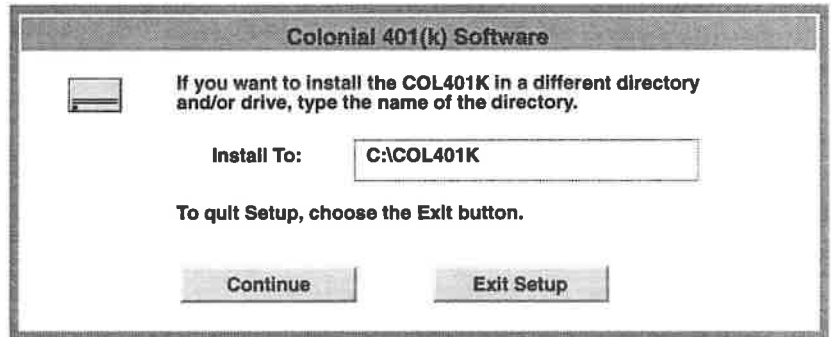 Colonial 401(k) Software
If you want to install the COL401K in a different directory
and/or drive, type the name of the directory.
Install To: C:\COL401K
To quit Setup, choose the Exit button.
Continue Exit Setup